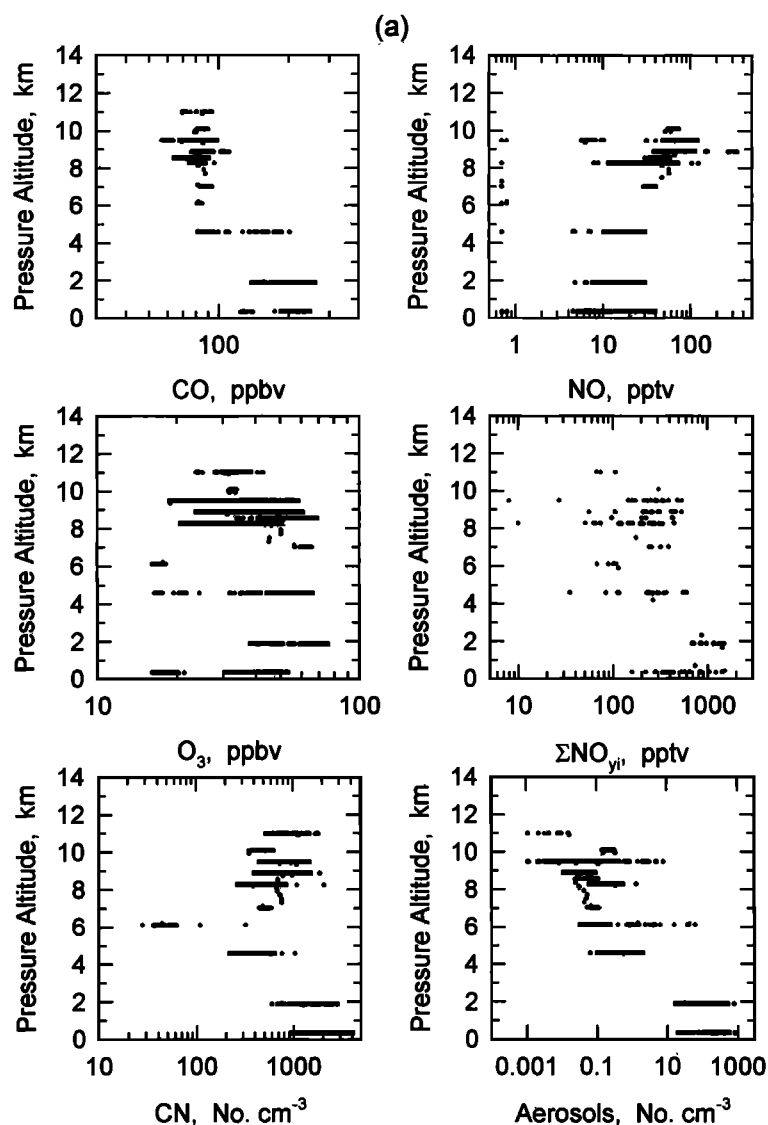 (a)
Pressure Altitude, km
14
12
10
8
6
4
2
0
100
CO, ppbv
Pressure Altitude, km
14
12
10
8
6
4
2
0
1 10 100
NO, pptv
Pressure Altitude, km
14
12
10
8
6
4
2
0
10 100
O₃, ppbv
Pressure Altitude, km
14
12
10
8
6
4
2
0
10 100 1000
ΣNOyi, pptv
Pressure Altitude, km
14
12
10
8
6
4
2
0
10 100 1000
CN, No. cm⁻³
Pressure Altitude, km
14
12
10
8
6
4
2
0
0.001 0.1 10 1000
Aerosols, No. cm⁻³